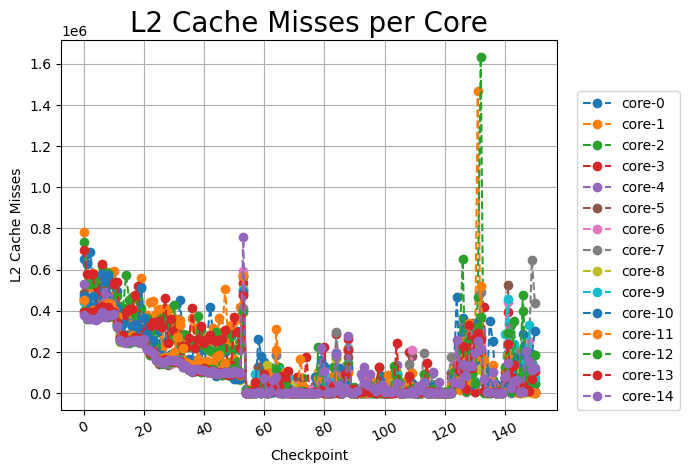 L2 Cache Misses per Core
1e6
1.6
1.4
1.2
1.0
0.8
0.6
0.4
0.2
0.0
L2 Cache Misses
0 20 40 60 80 100 120 140
Checkpoint
core-0
core-1
core-2
core-3
core-4
core-5
core-6
core-7
core-8
core-9
core-10
core-11
core-12
core-13
core-14